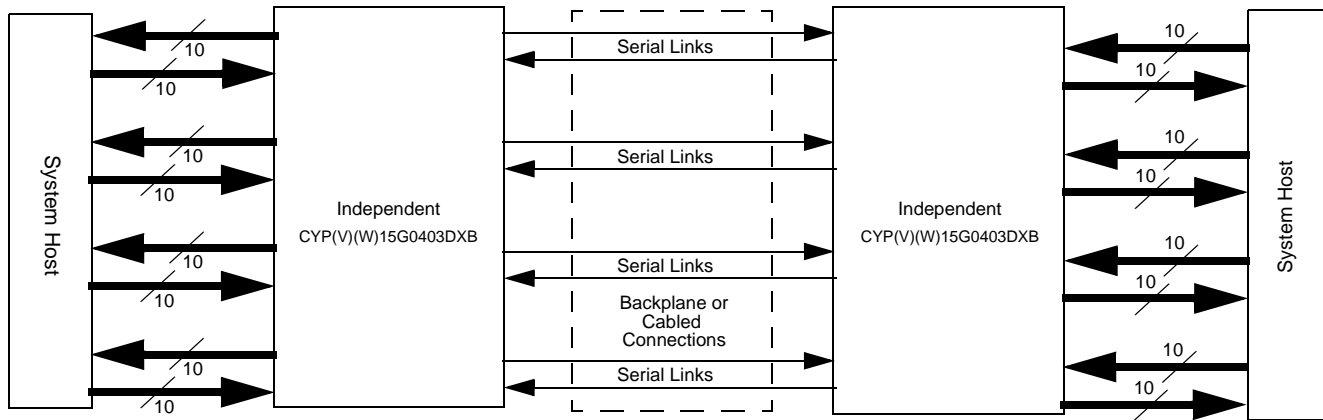 System Host
10
10
10
10
10
10
10
10
Independent
CYP(V)(W)15G0403DXB
Serial Links
Serial Links
Serial Links
Backplane or
Cabled
Connections
Serial Links
Independent
CYP(V)(W)15G0403DXB
10
10
10
10
10
10
10
10
System Host